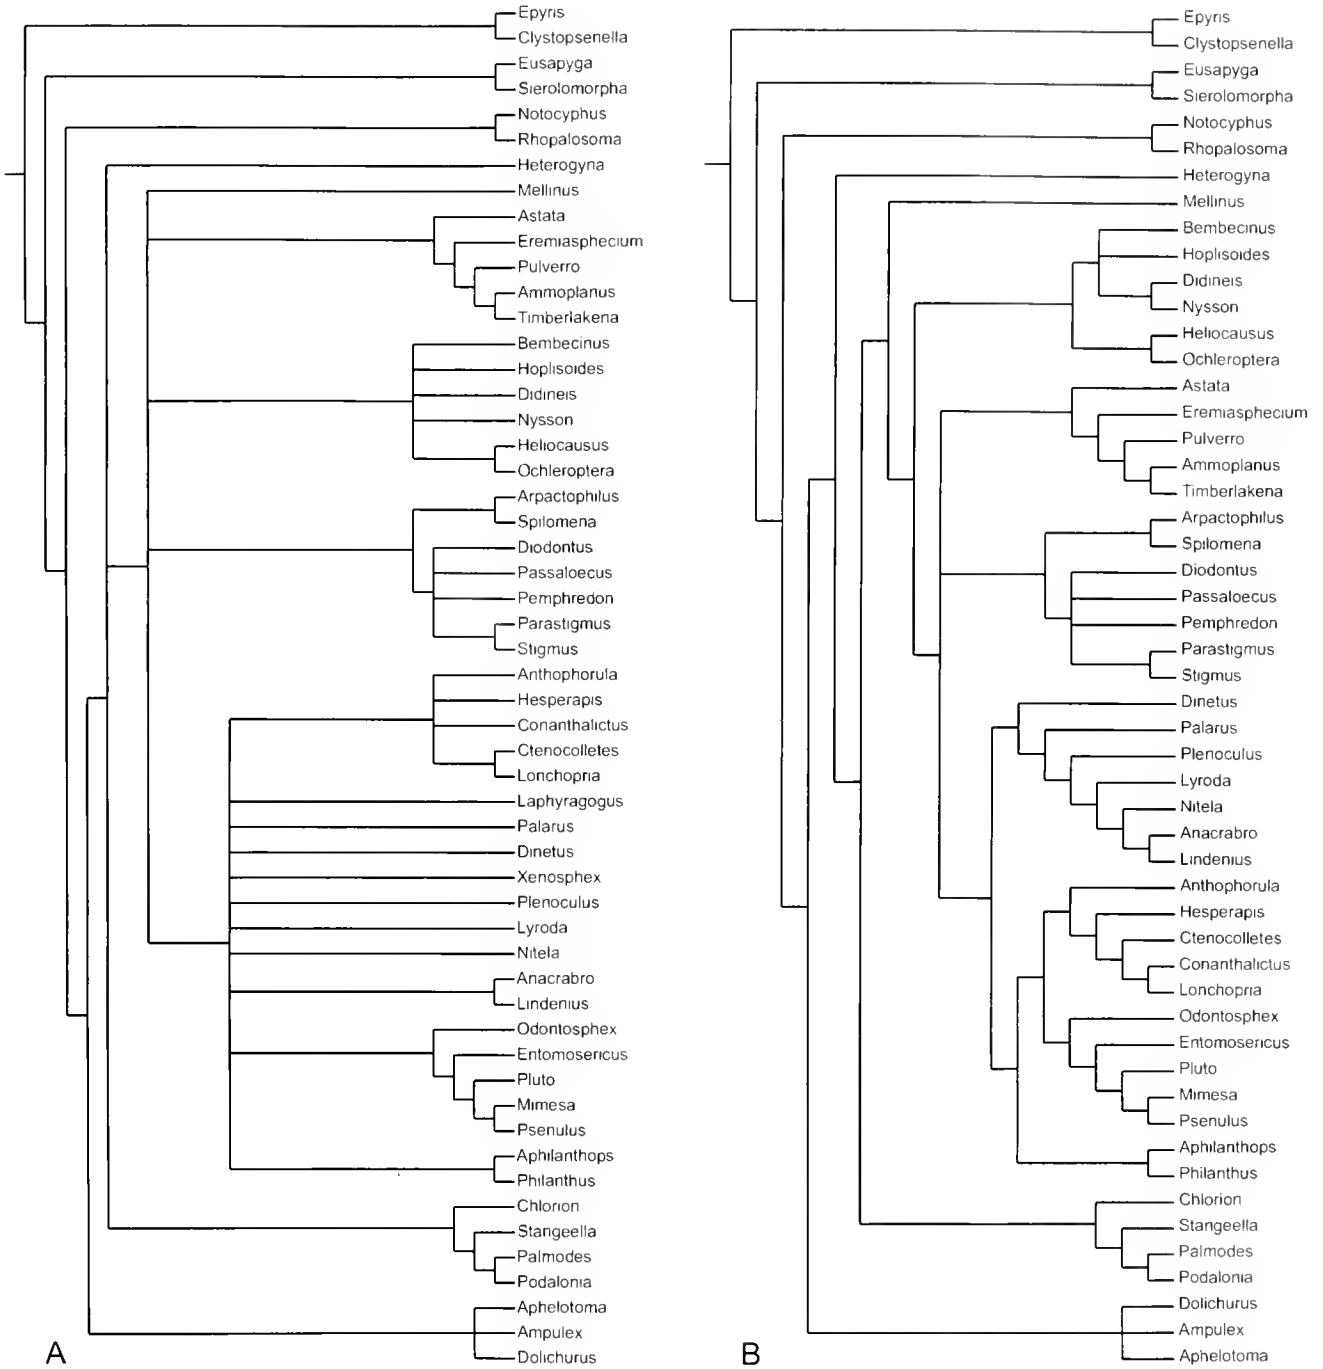 Epyris
Clystopsenella
Eusapyga
Sierolomorpha
Notocyphus
Rhopalosoma
Heterogyna
Mellinus
Astata
Eremiasphecium
Pulverro
Ammoplanus
Timberlakena
Bembecinus
Hoplisoides
Didineis
Nysson
Heliocausus
Ochleroptera
Arpactophilus
Spilomena
Diodontus
Passaloecus
Pemphredon
Parastigmus
Stigmus
Anthophorula
Hesperapis
Conanthalictus
Ctenocolletes
Lonchopria
Laphyragogus
Palarus
Dinetus
Xenosphex
Plenoculus
Lyroda
Nitela
Anacrabro
Lindenius
Odontosphex
Entomosericus
Pluto
Mimesa
Psenulus
Aphilanthops
Philanthus
Chlorion
Stangeella
Palmodes
Podalonia
Aphelotoma
Ampulex
Dolichurus
A
Epyris
Clystopsenella
Eusapyga
Sierolomorpha
Notocyphus
Rhopalosoma
Heterogyna
Mellinus
Bembecinus
Hoplisoides
Didineis
Nysson
Heliocausus
Ochleroptera
Astata
Eremiasphecium
Pulverro
Ammoplanus
Timberlakena
Arpactophilus
Spilomena
Diodontus
Passaloecus
Pemphredon
Parastigmus
Stigmus
Dinetus
Palarus
Plenoculus
Lyroda
Nitela
Anacrabro
Lindenius
Anthophorula
Hesperapis
Ctenocolletes
Conanthalictus
Lonchopria
Odontosphex
Entomosericus
Pluto
Mimesa
Psenulus
Aphilanthops
Philanthus
Chlorion
Stangeella
Palmodes
Podalonia
Dolichurus
Ampulex
Aphelotoma
B